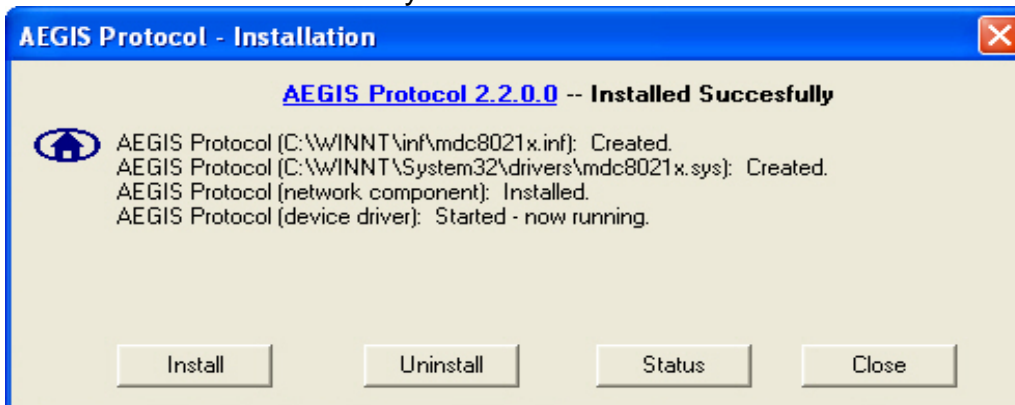 AEGIS Protocol - Installation
AEGIS Protocol 2.2.0.0 -- Installed Succesfully
AEGIS Protocol (C:\WINNT\inf\mdc8021x.inf): Created.
AEGIS Protocol (C:\WINNT\System32\drivers\mdc8021x.sys): Created.
AEGIS Protocol (network component): Installed.
AEGIS Protocol (device driver): Started - now running.
Install Uninstall Status Close